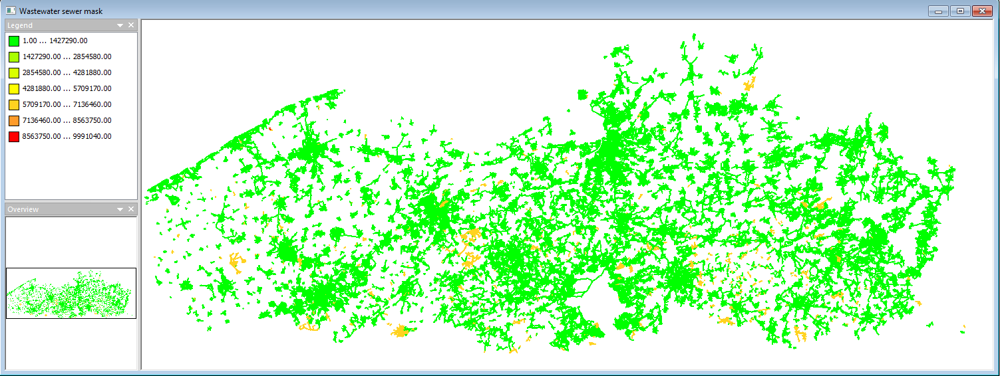 Wastewater sewer mask
Legend
1.00 ... 1427290.00
1427290.00 ... 2854580.00
2854580.00 ... 4281880.00
4281880.00 ... 5709170.00
5709170.00 ... 7136460.00
7136460.00 ... 8563750.00
8563750.00 ... 9991040.00
Overview